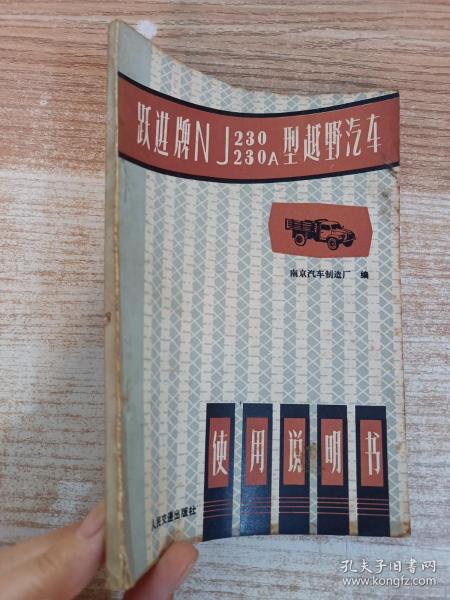 跃进牌NJ230
230A型越野汽车
南京汽车制造厂 编
使用说明书
人民交通出版社
孔夫子旧书网
www.kongfz.com